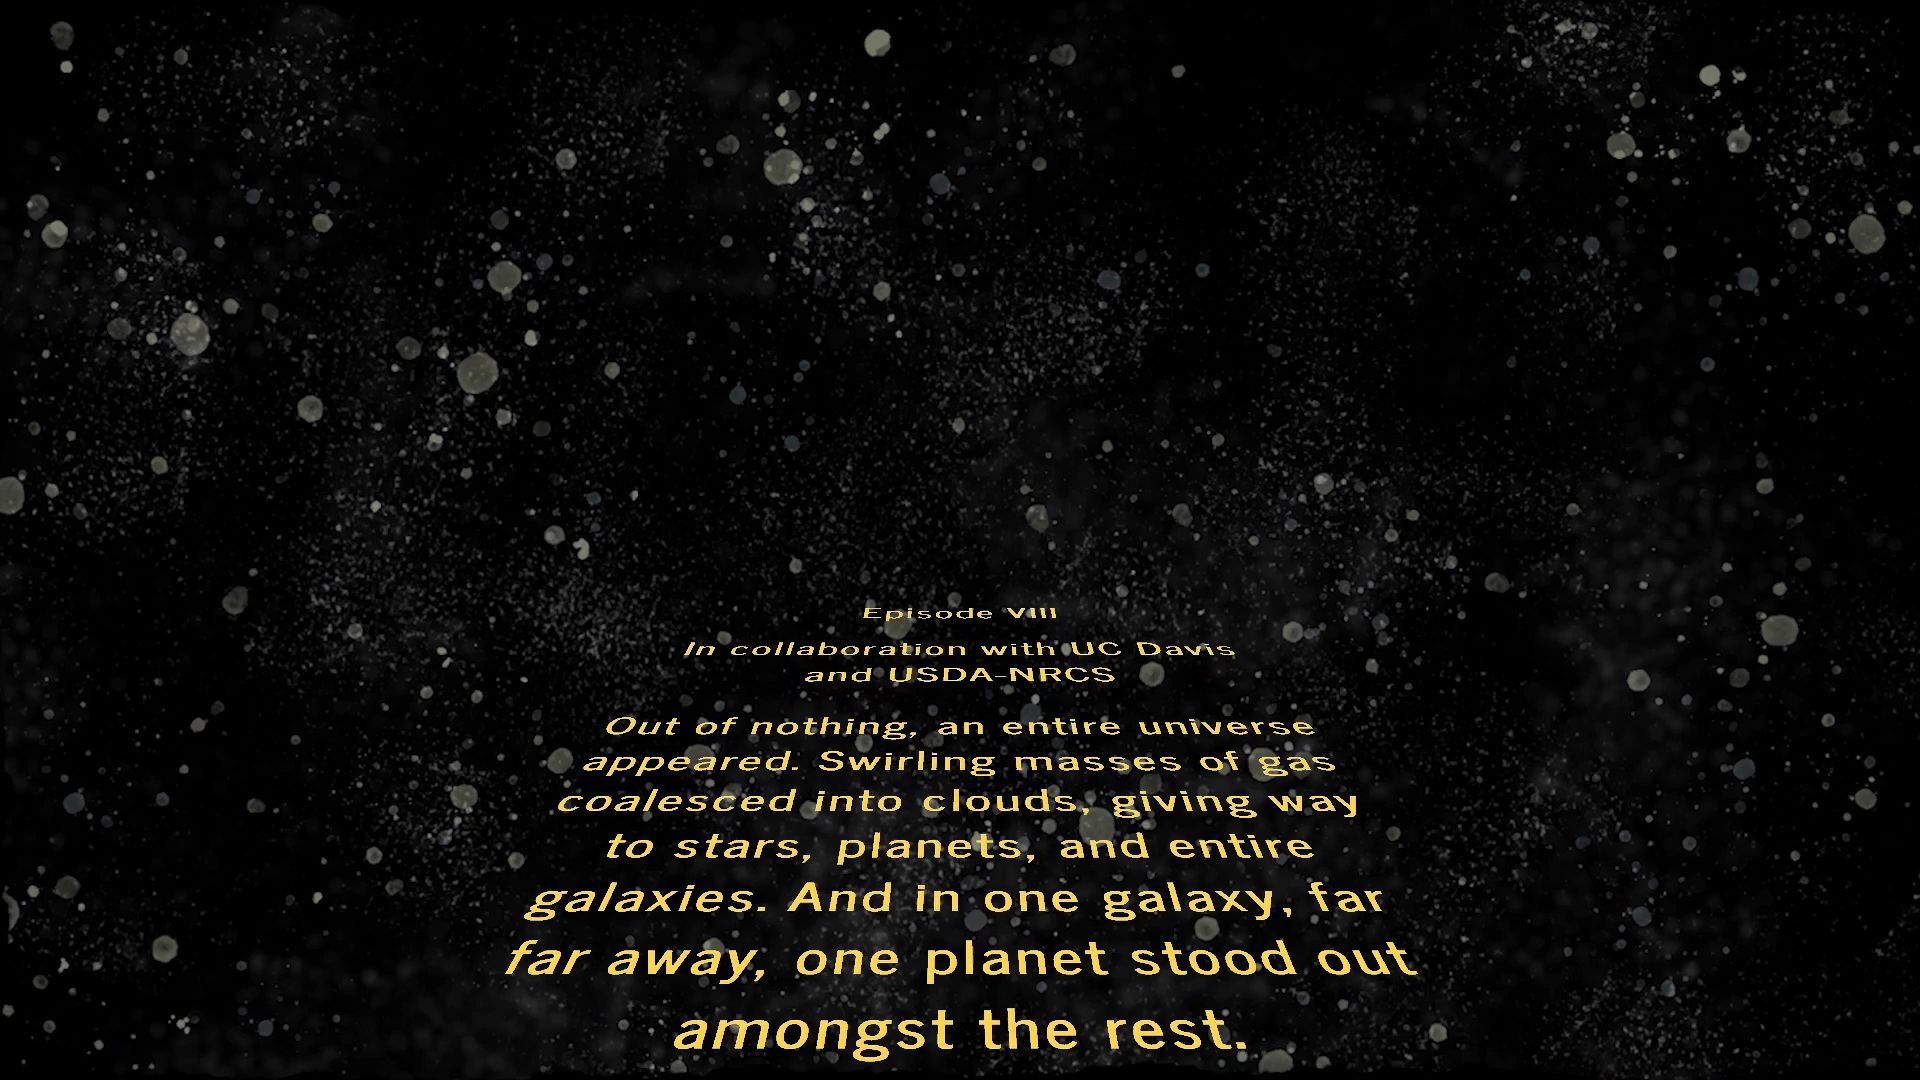 Episode VIII
In collaboration with UC Davis
and USDA-NRCS
Out of nothing, an entire universe
appeared. Swirling masses of gas
coalesced into clouds, giving way
to stars, planets, and entire
galaxies. And in one galaxy, far
far away, one planet stood out
amongst the rest.